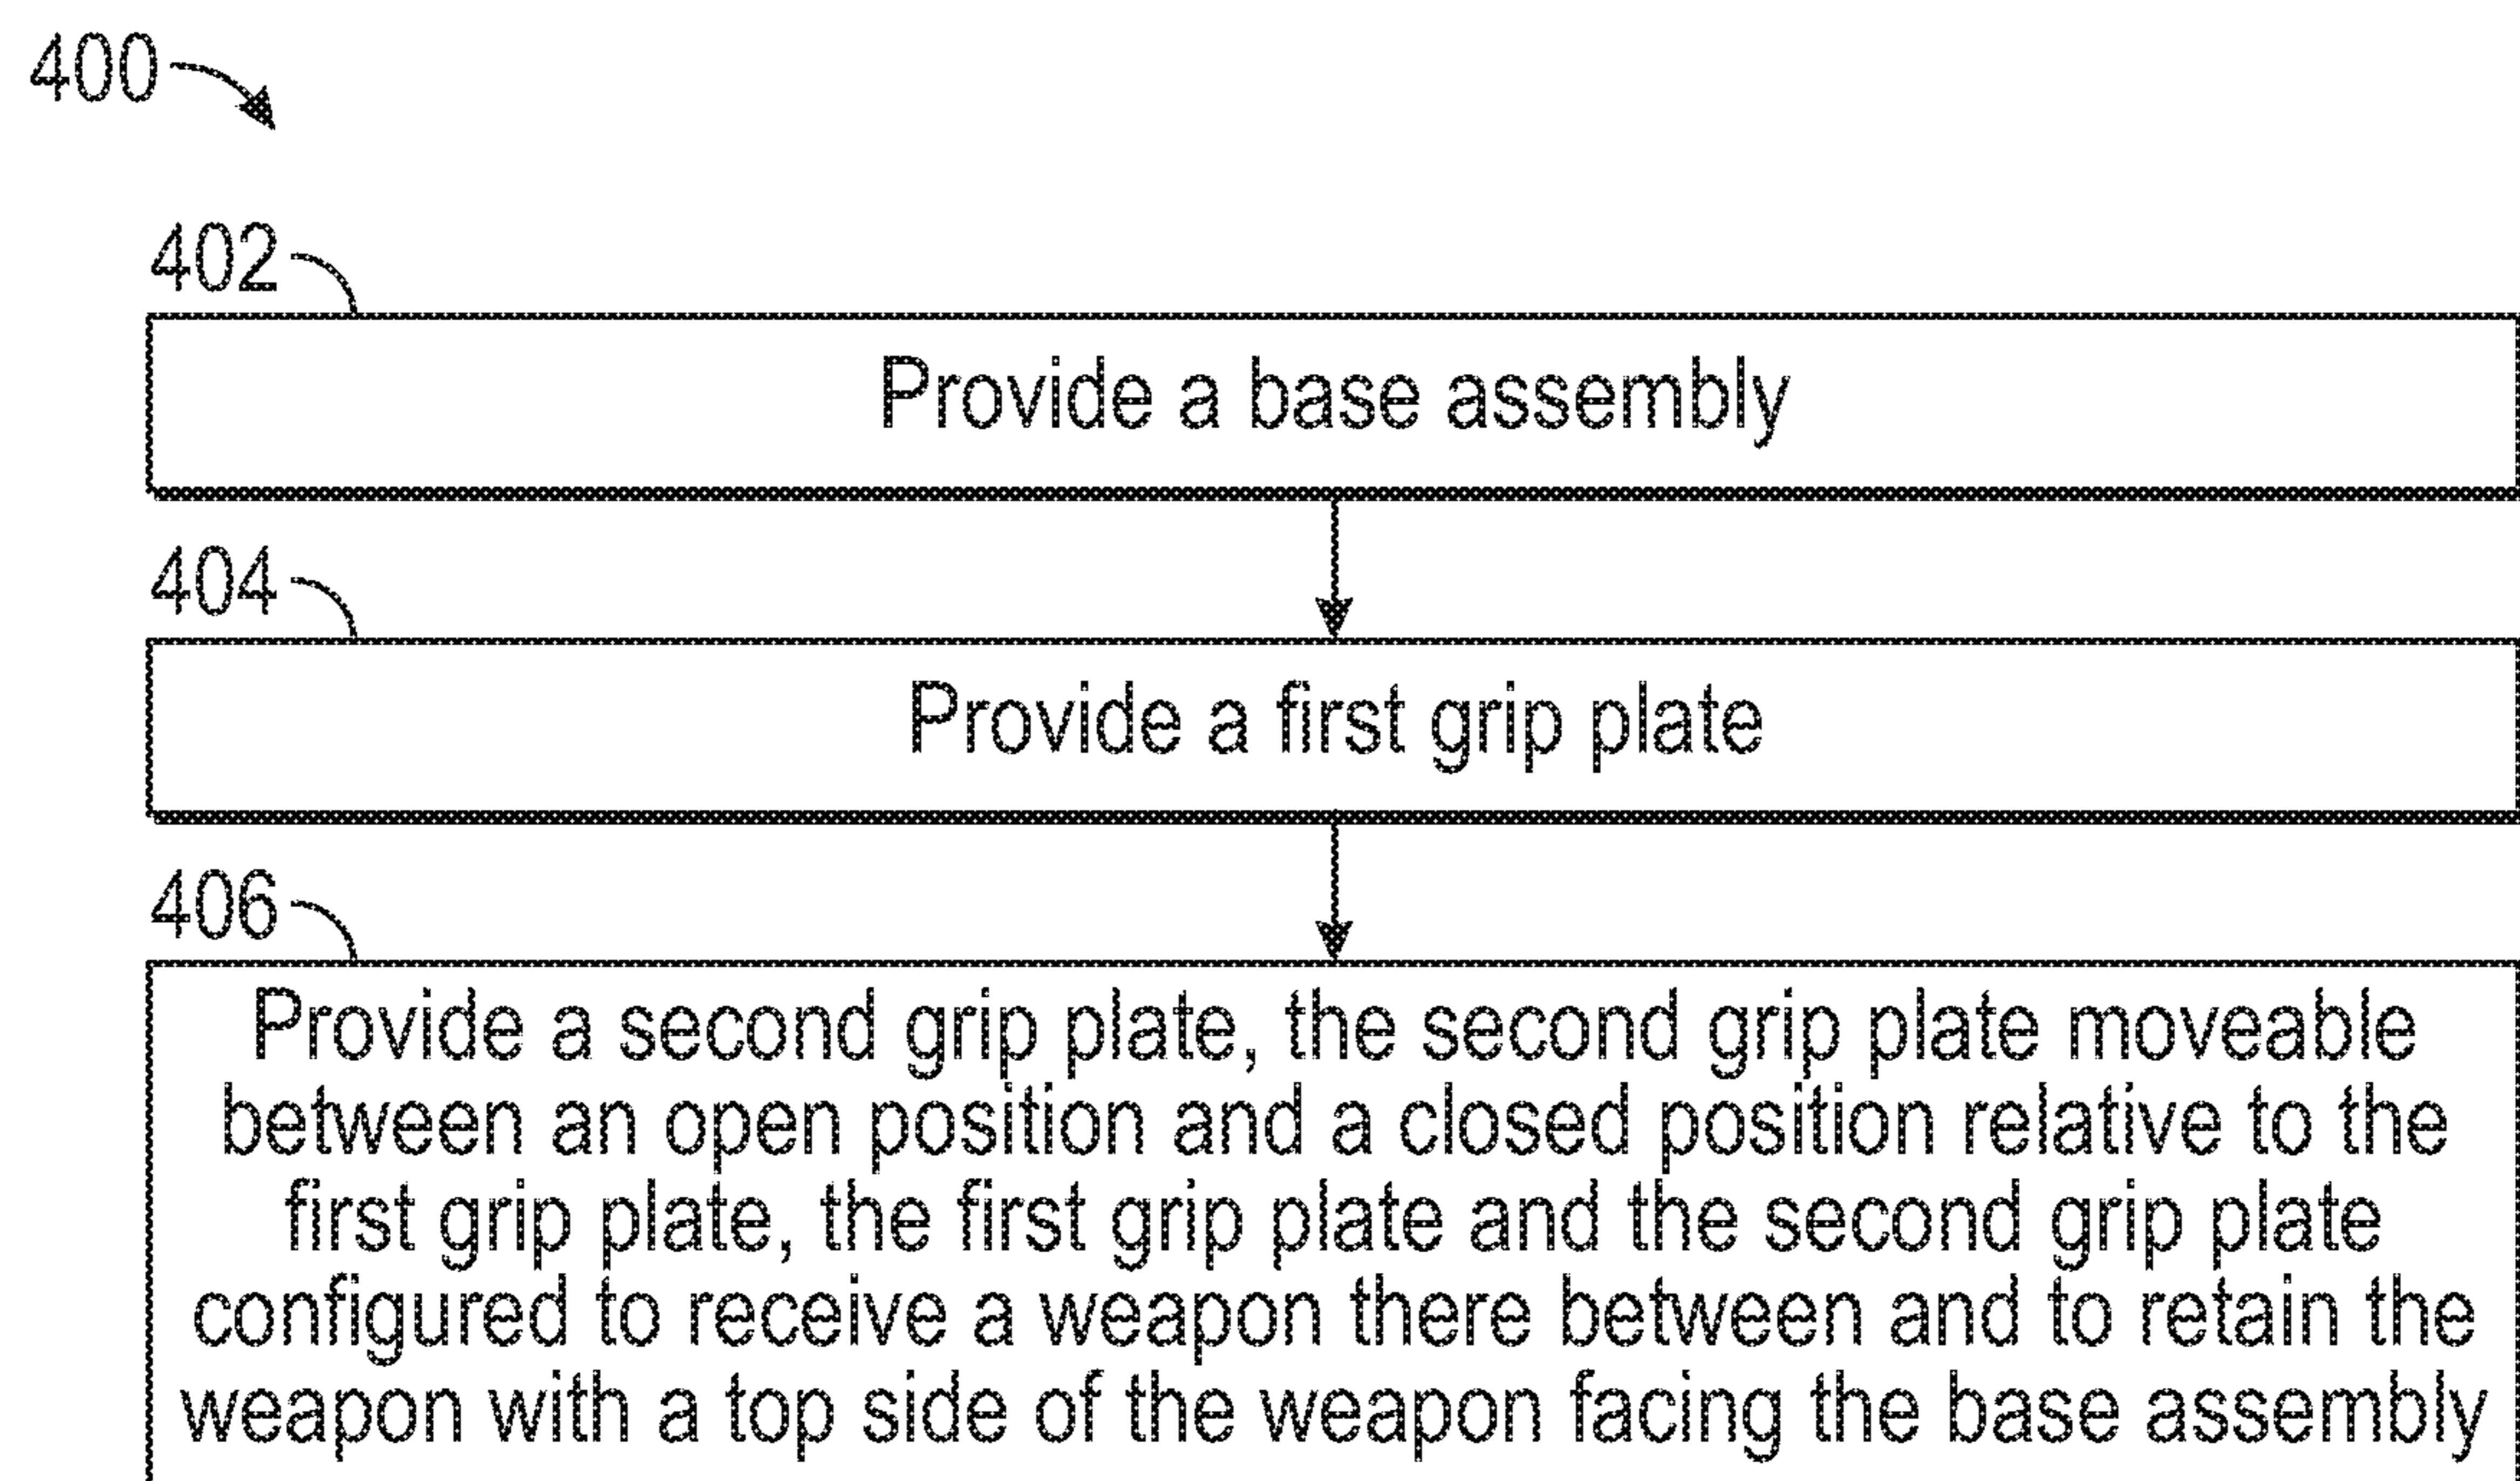 400
402
Provide a base assembly
404
Provide a first grip plate
406
Provide a second grip plate, the second grip plate moveable
between an open position and a closed position relative to the
first grip plate, the first grip plate and the second grip plate
configured to receive a weapon there between and to retain the
weapon with a top side of the weapon facing the base assembly